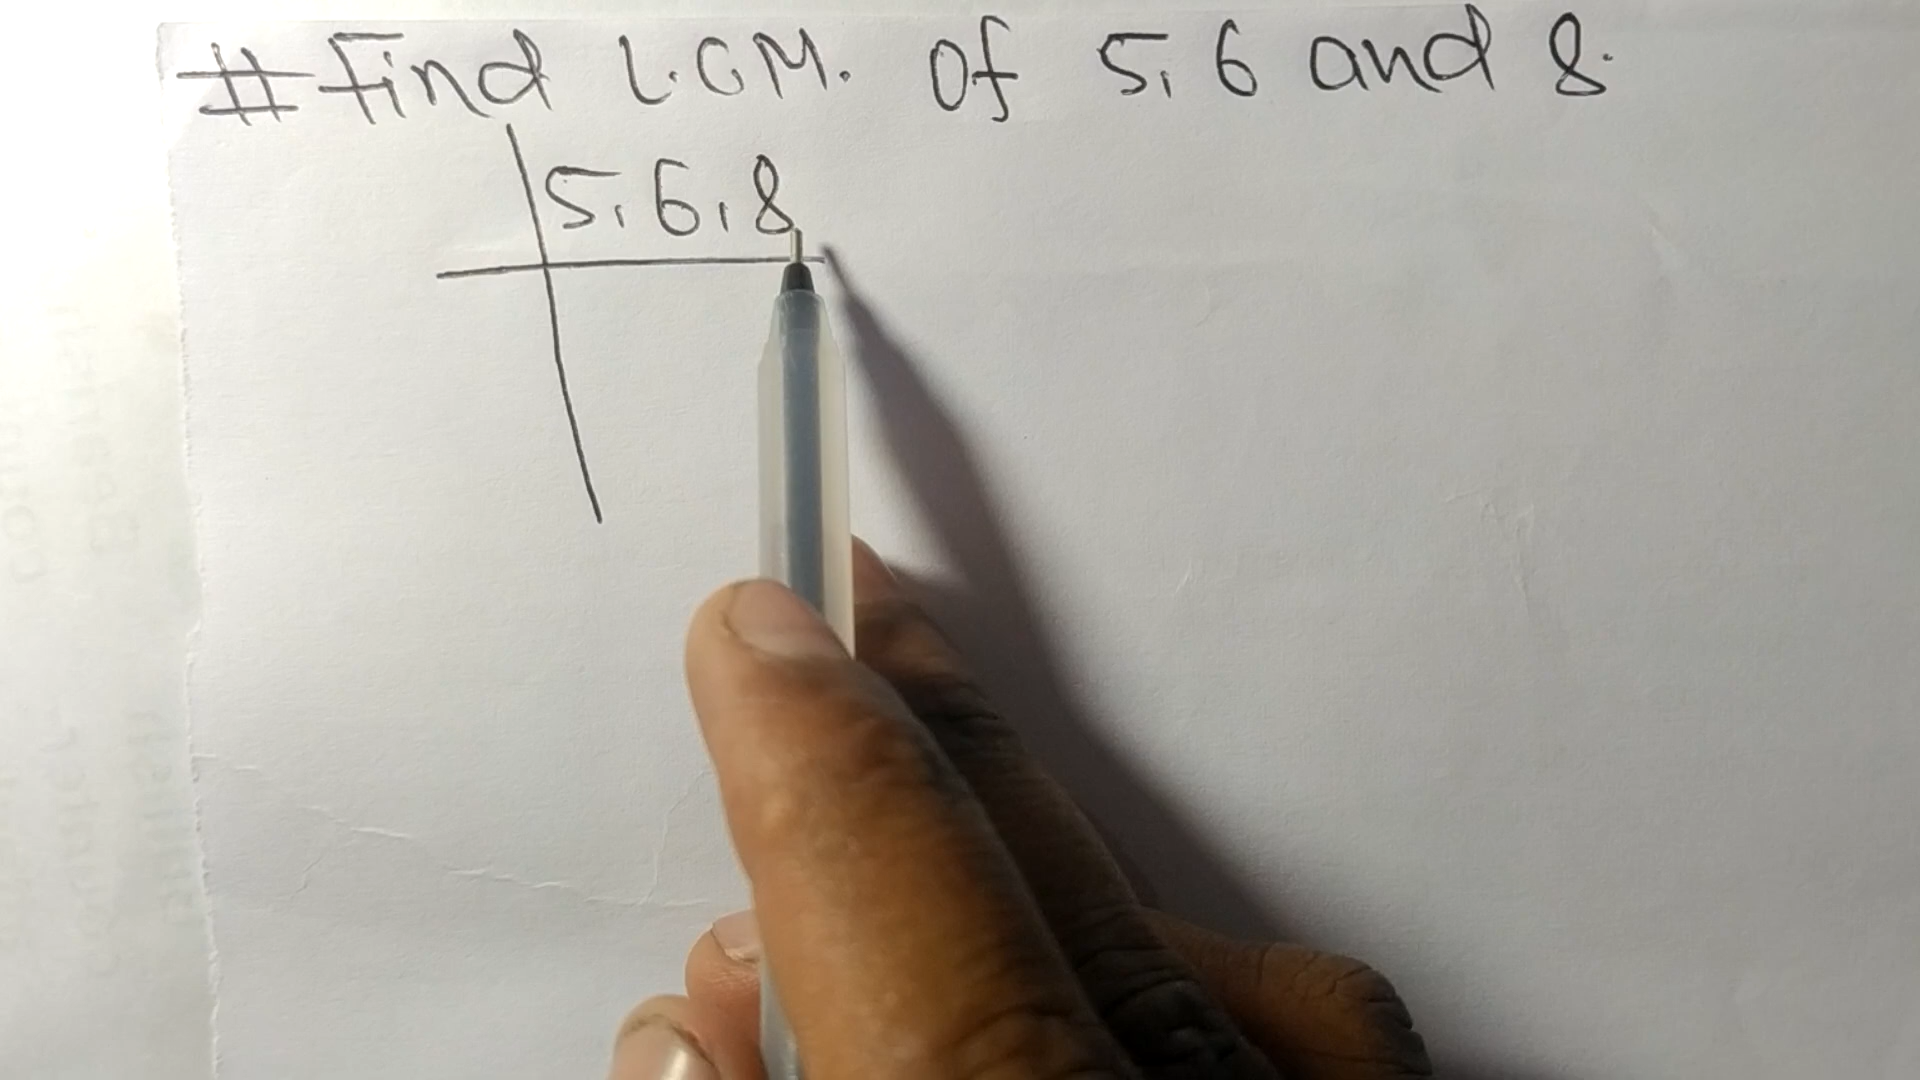 # Find L.C.M. Of 5, 6 and 8.
5, 6, 8